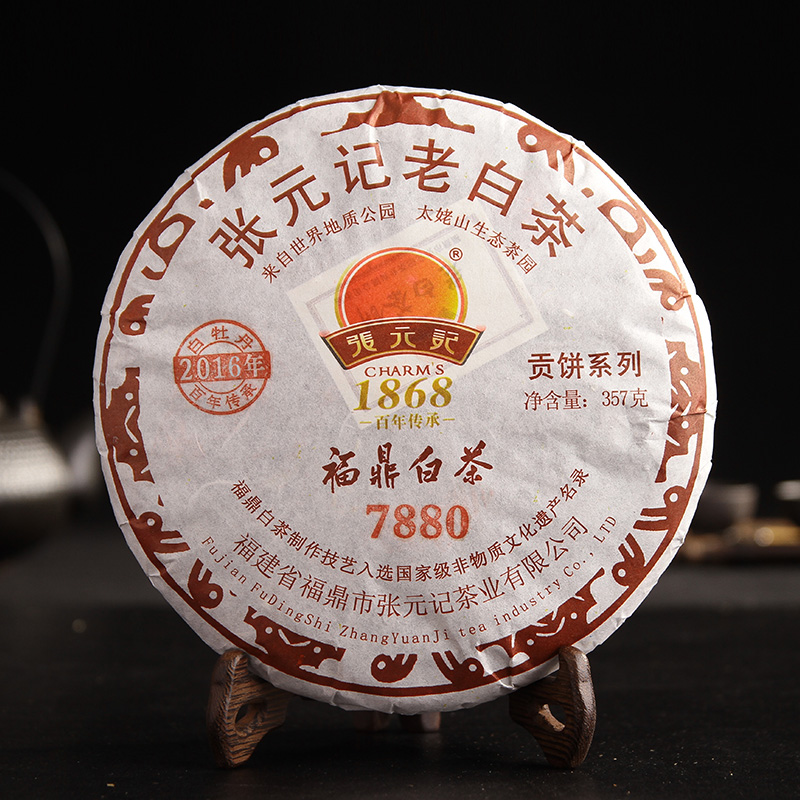 张元记老白茶
来自世界地质公园 太姥山生态茶园
®
張元記
CHARM'S
1868
百年传承
白牡丹
2016年
百年传承
贡饼系列
净含量：357克
福鼎白茶
7880
福鼎白茶制作技艺入选国家级非物质文化遗产名录
福建省福鼎市张元记茶业有限公司
Fujian FuDingShi ZhangYuanJi tea industry Co., LTD